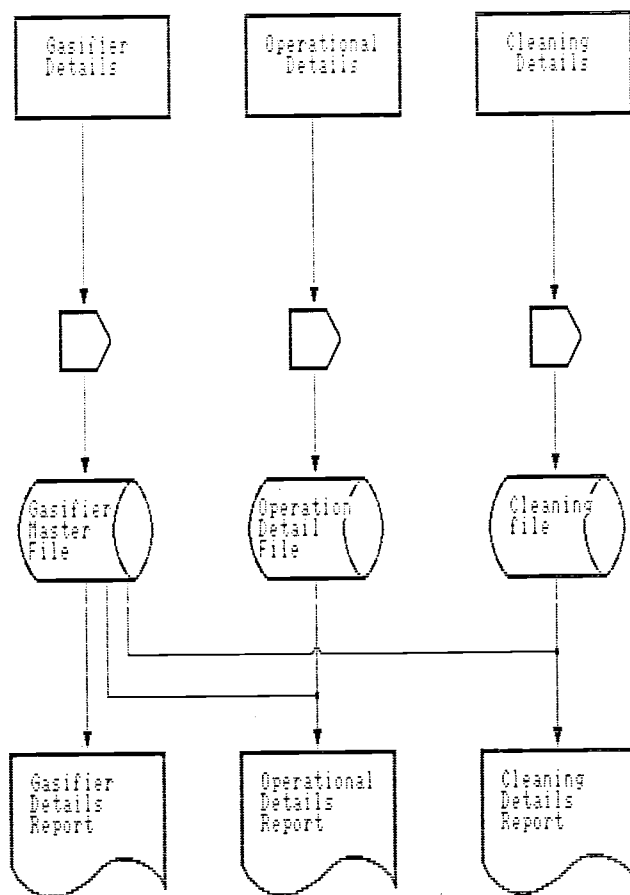 Gasifier
Details
Operational
Details
Cleaning
Details
Gasifier
Master
File
Operation
Detail
File
Cleaning
file
Gasifier
Details
Report
Operational
Details
Report
Cleaning
Details
Report